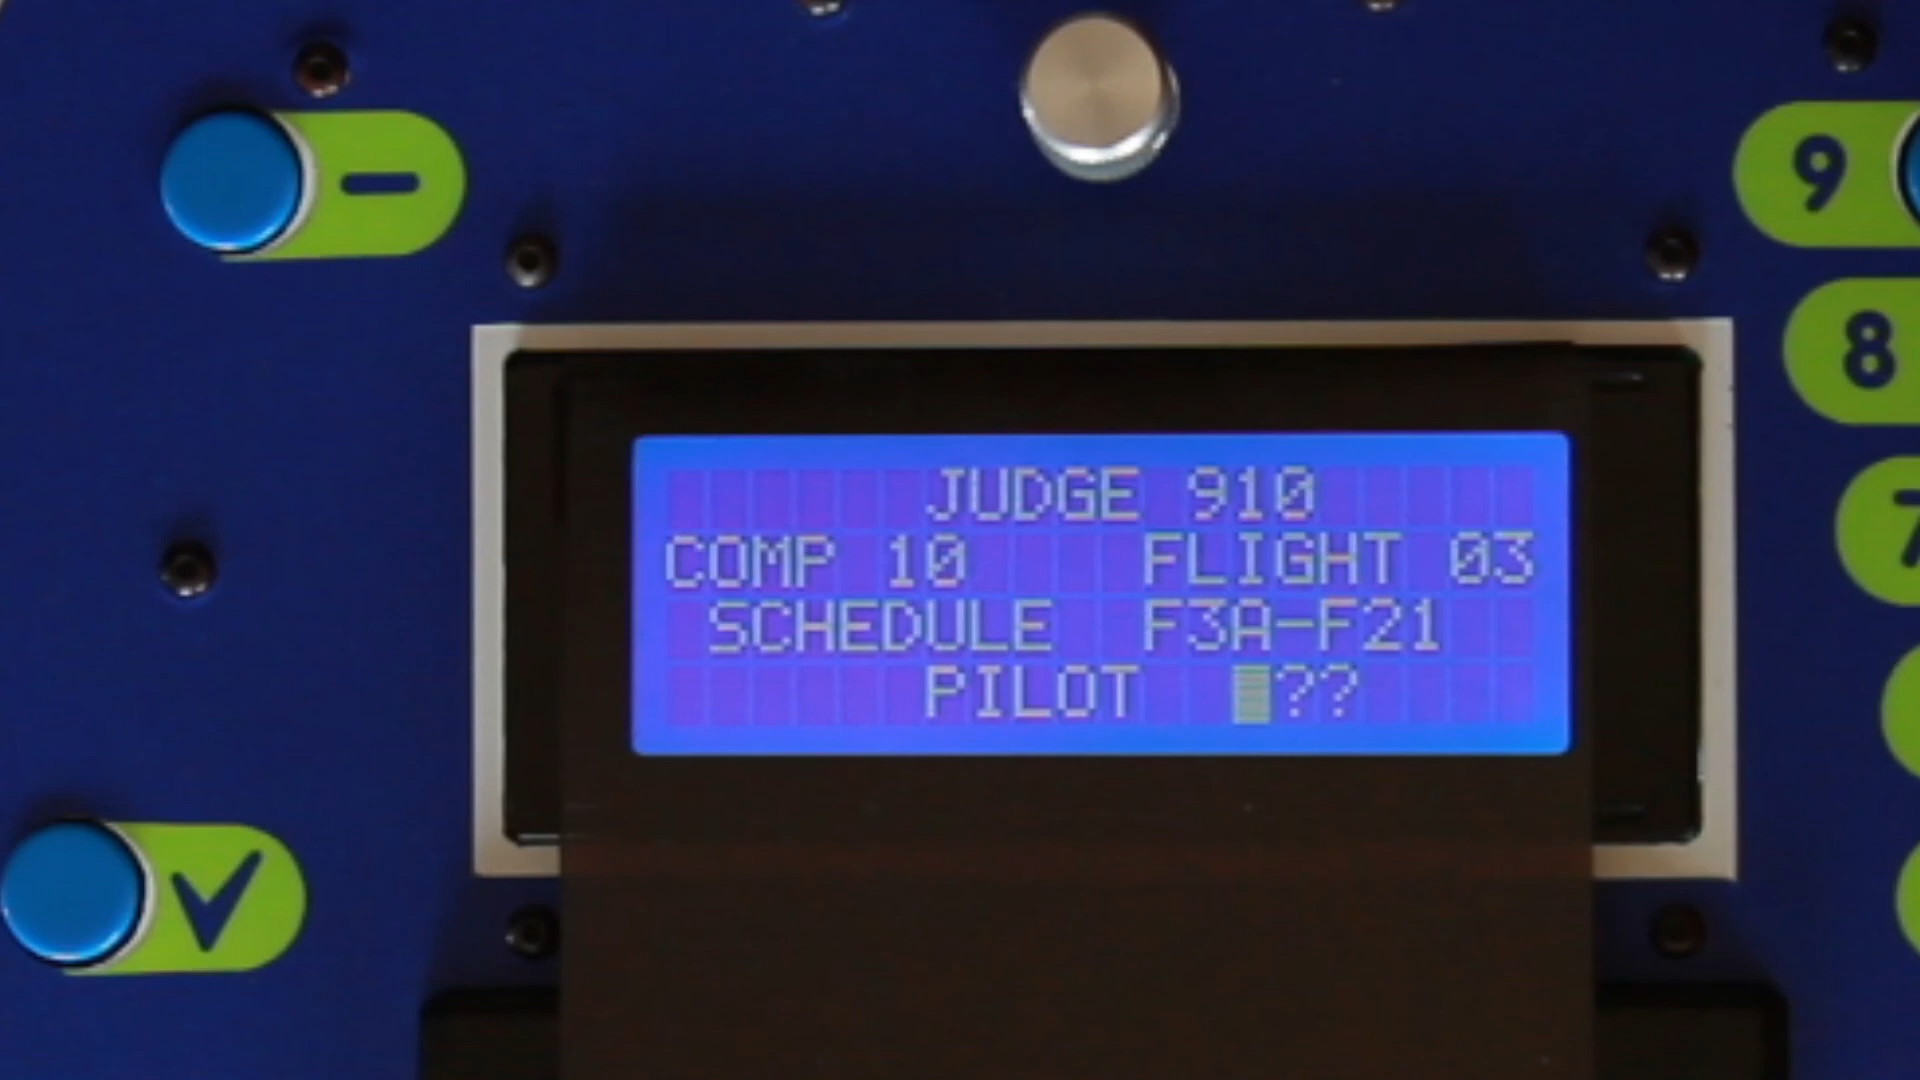 -
9
8
7
JUDGE 910
COMP 10 FLIGHT 03
SCHEDULE F3A-F21
PILOT ??